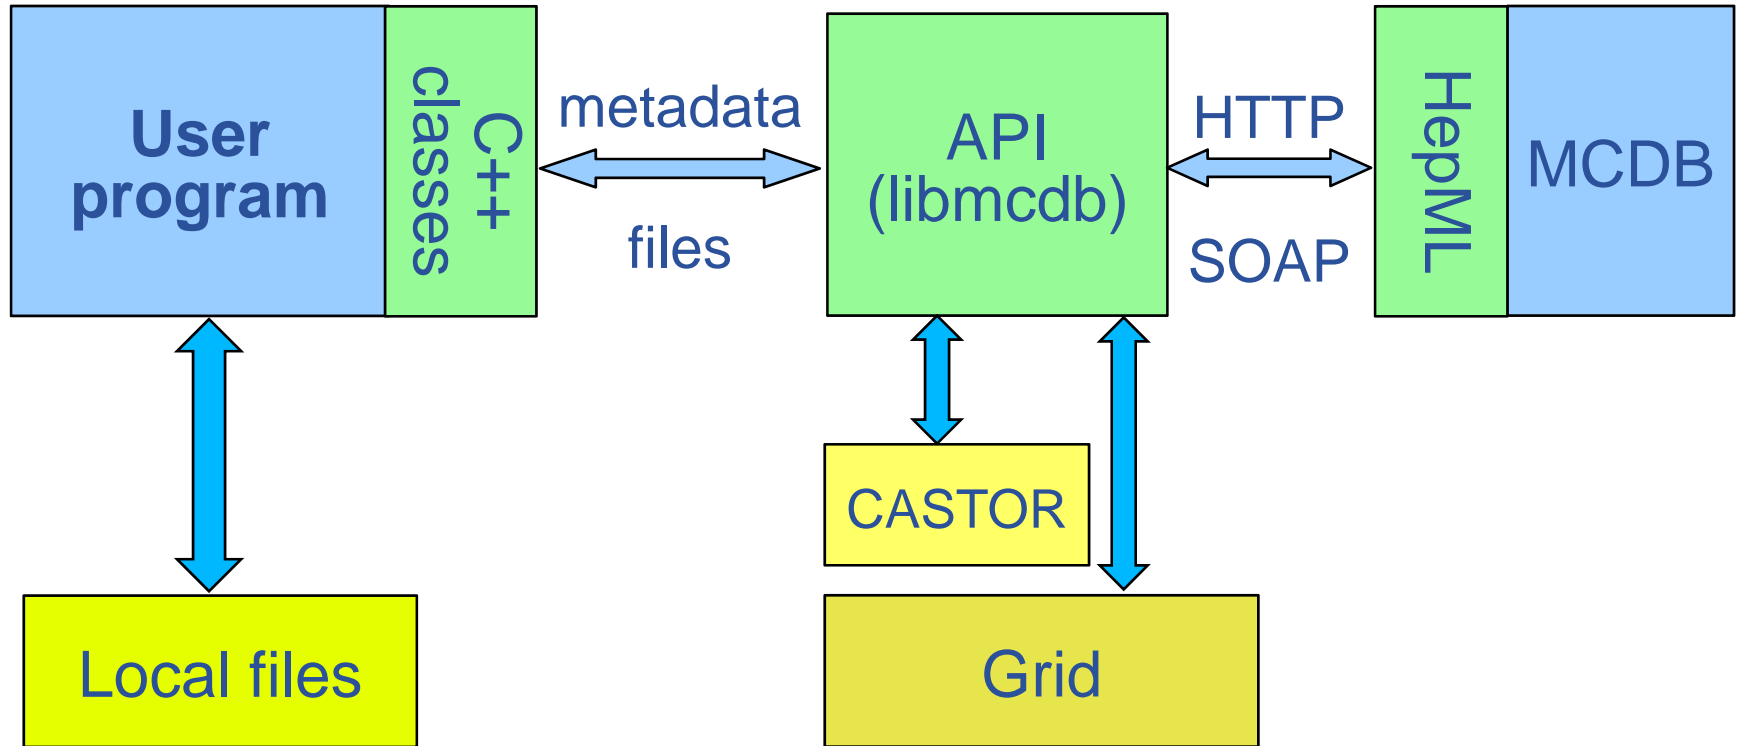 User
program
C++
classes
metadata
files
API
(libmcdb)
HTTP
SOAP
HepML
MCDB
CASTOR
Local files
Grid